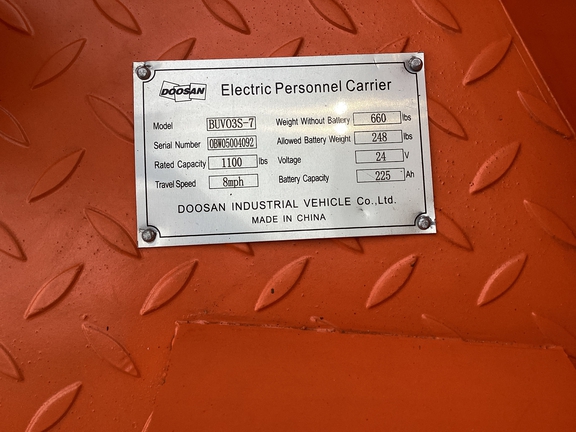 DOOSAN Electric Personnel Carrier
Model BUV03S-7 Weight Without Battery 660 lbs
Serial Number 0BW05004092 Allowed Battery Weight 248 lbs
Rated Capacity 1100 lbs Voltage 24 V
Travel Speed 8mph Battery Capacity 225 Ah
DOOSAN INDUSTRIAL VEHICLE Co.,Ltd.
MADE IN CHINA